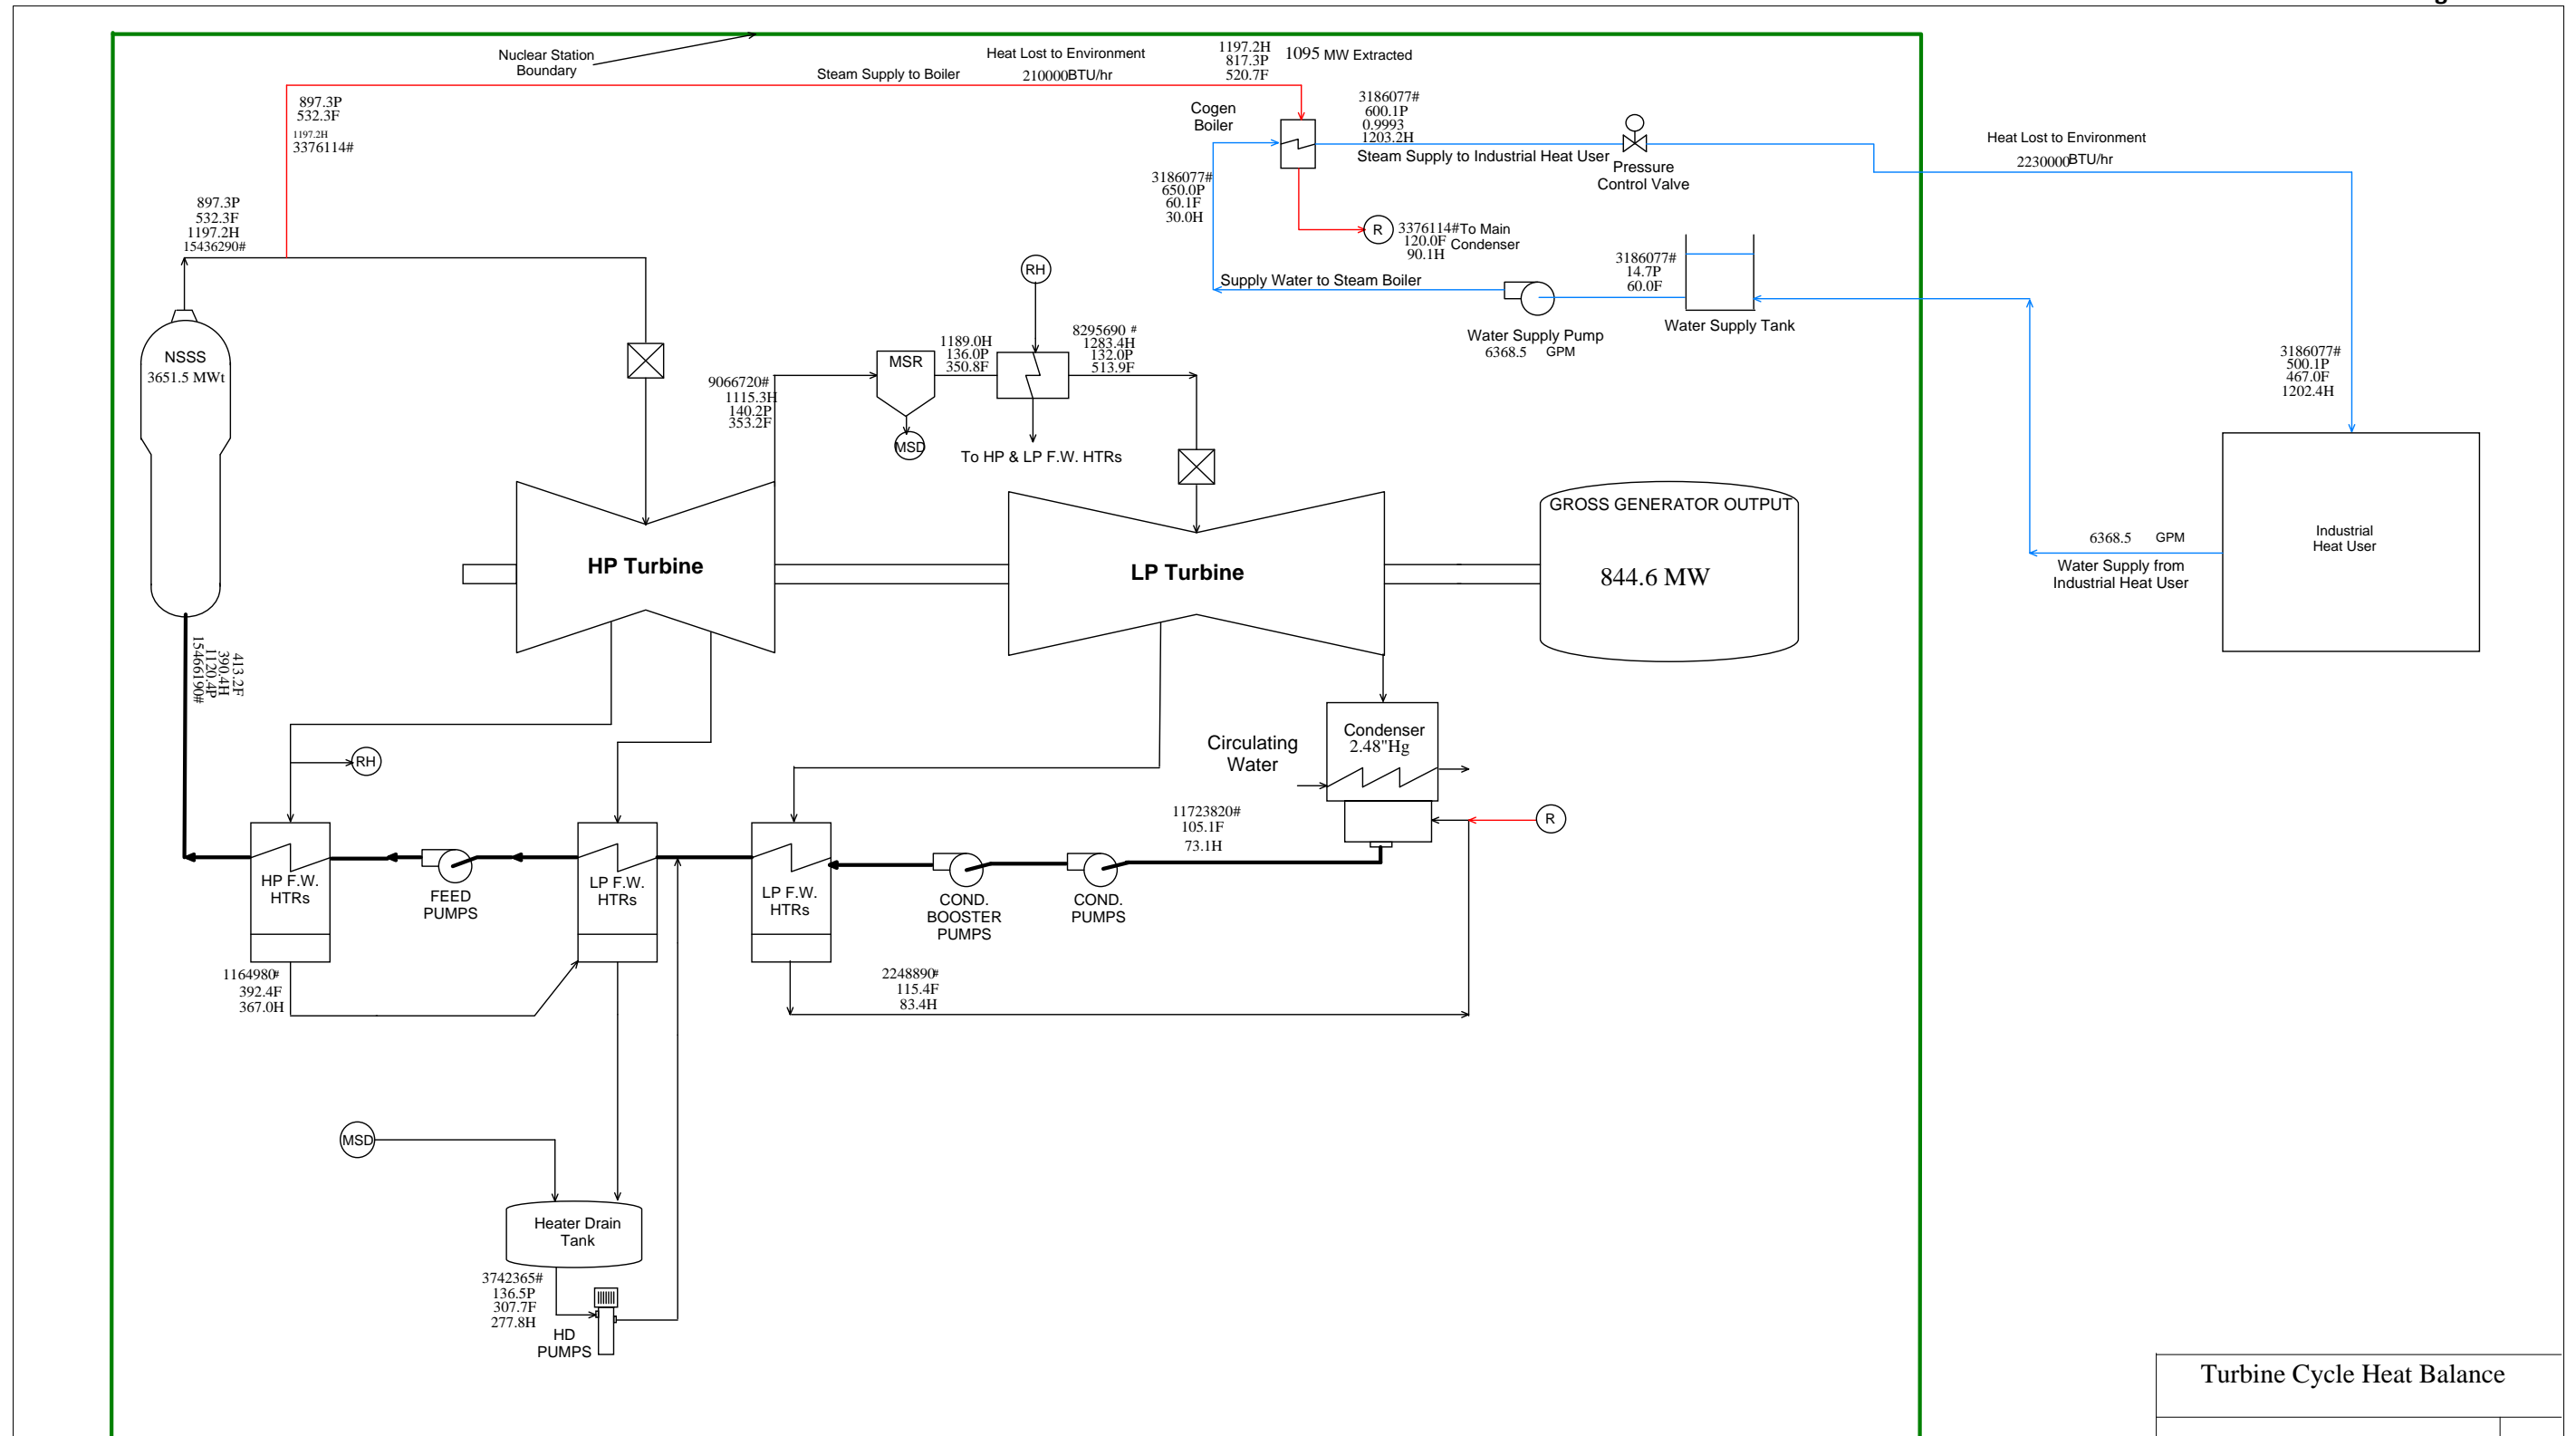 g
Nuclear Station
Boundary
Heat Lost to Environment
210000BTU/hr
Steam Supply to Boiler
1197.2H
817.3P
520.7F
1095 MW Extracted
897.3P
532.3F
1197.2H
3376114#
Cogen
Boiler
3186077#
600.1P
0.9993
1203.2H
Steam Supply to Industrial Heat User
Pressure
Control Valve
Heat Lost to Environment
2230000BTU/hr
3186077#
650.0P
60.1F
30.0H
897.3P
532.3F
1197.2H
15436290#
R
3376114#To Main
120.0F Condenser
90.1H
Supply Water to Steam Boiler
3186077#
14.7P
60.0F
Water Supply Tank
Water Supply Pump
6368.5 GPM
RH
NSSS
3651.5 MWt
9066720#
1115.3H
140.2P
353.2F
MSR
MSD
1189.0H
136.0P
350.8F
8295690 #
1283.4H
132.0P
513.9F
To HP & LP F.W. HTRs
3186077#
500.1P
467.0F
1202.4H
HP Turbine
LP Turbine
GROSS GENERATOR OUTPUT
844.6 MW
6368.5 GPM
Water Supply from
Industrial Heat User
Industrial
Heat User
413.2F
390.4H
1120.4P
15466190#
RH
Circulating
Water
Condenser
2.48"Hg
R
11723820#
105.1F
73.1H
HP F.W.
HTRs
FEED
PUMPS
LP F.W.
HTRs
LP F.W.
HTRs
COND.
BOOSTER
PUMPS
COND.
PUMPS
1164980#
392.4F
367.0H
2248890#
115.4F
83.4H
MSD
Heater Drain
Tank
3742365#
136.5P
307.7F
277.8H
HD
PUMPS
Turbine Cycle Heat Balance